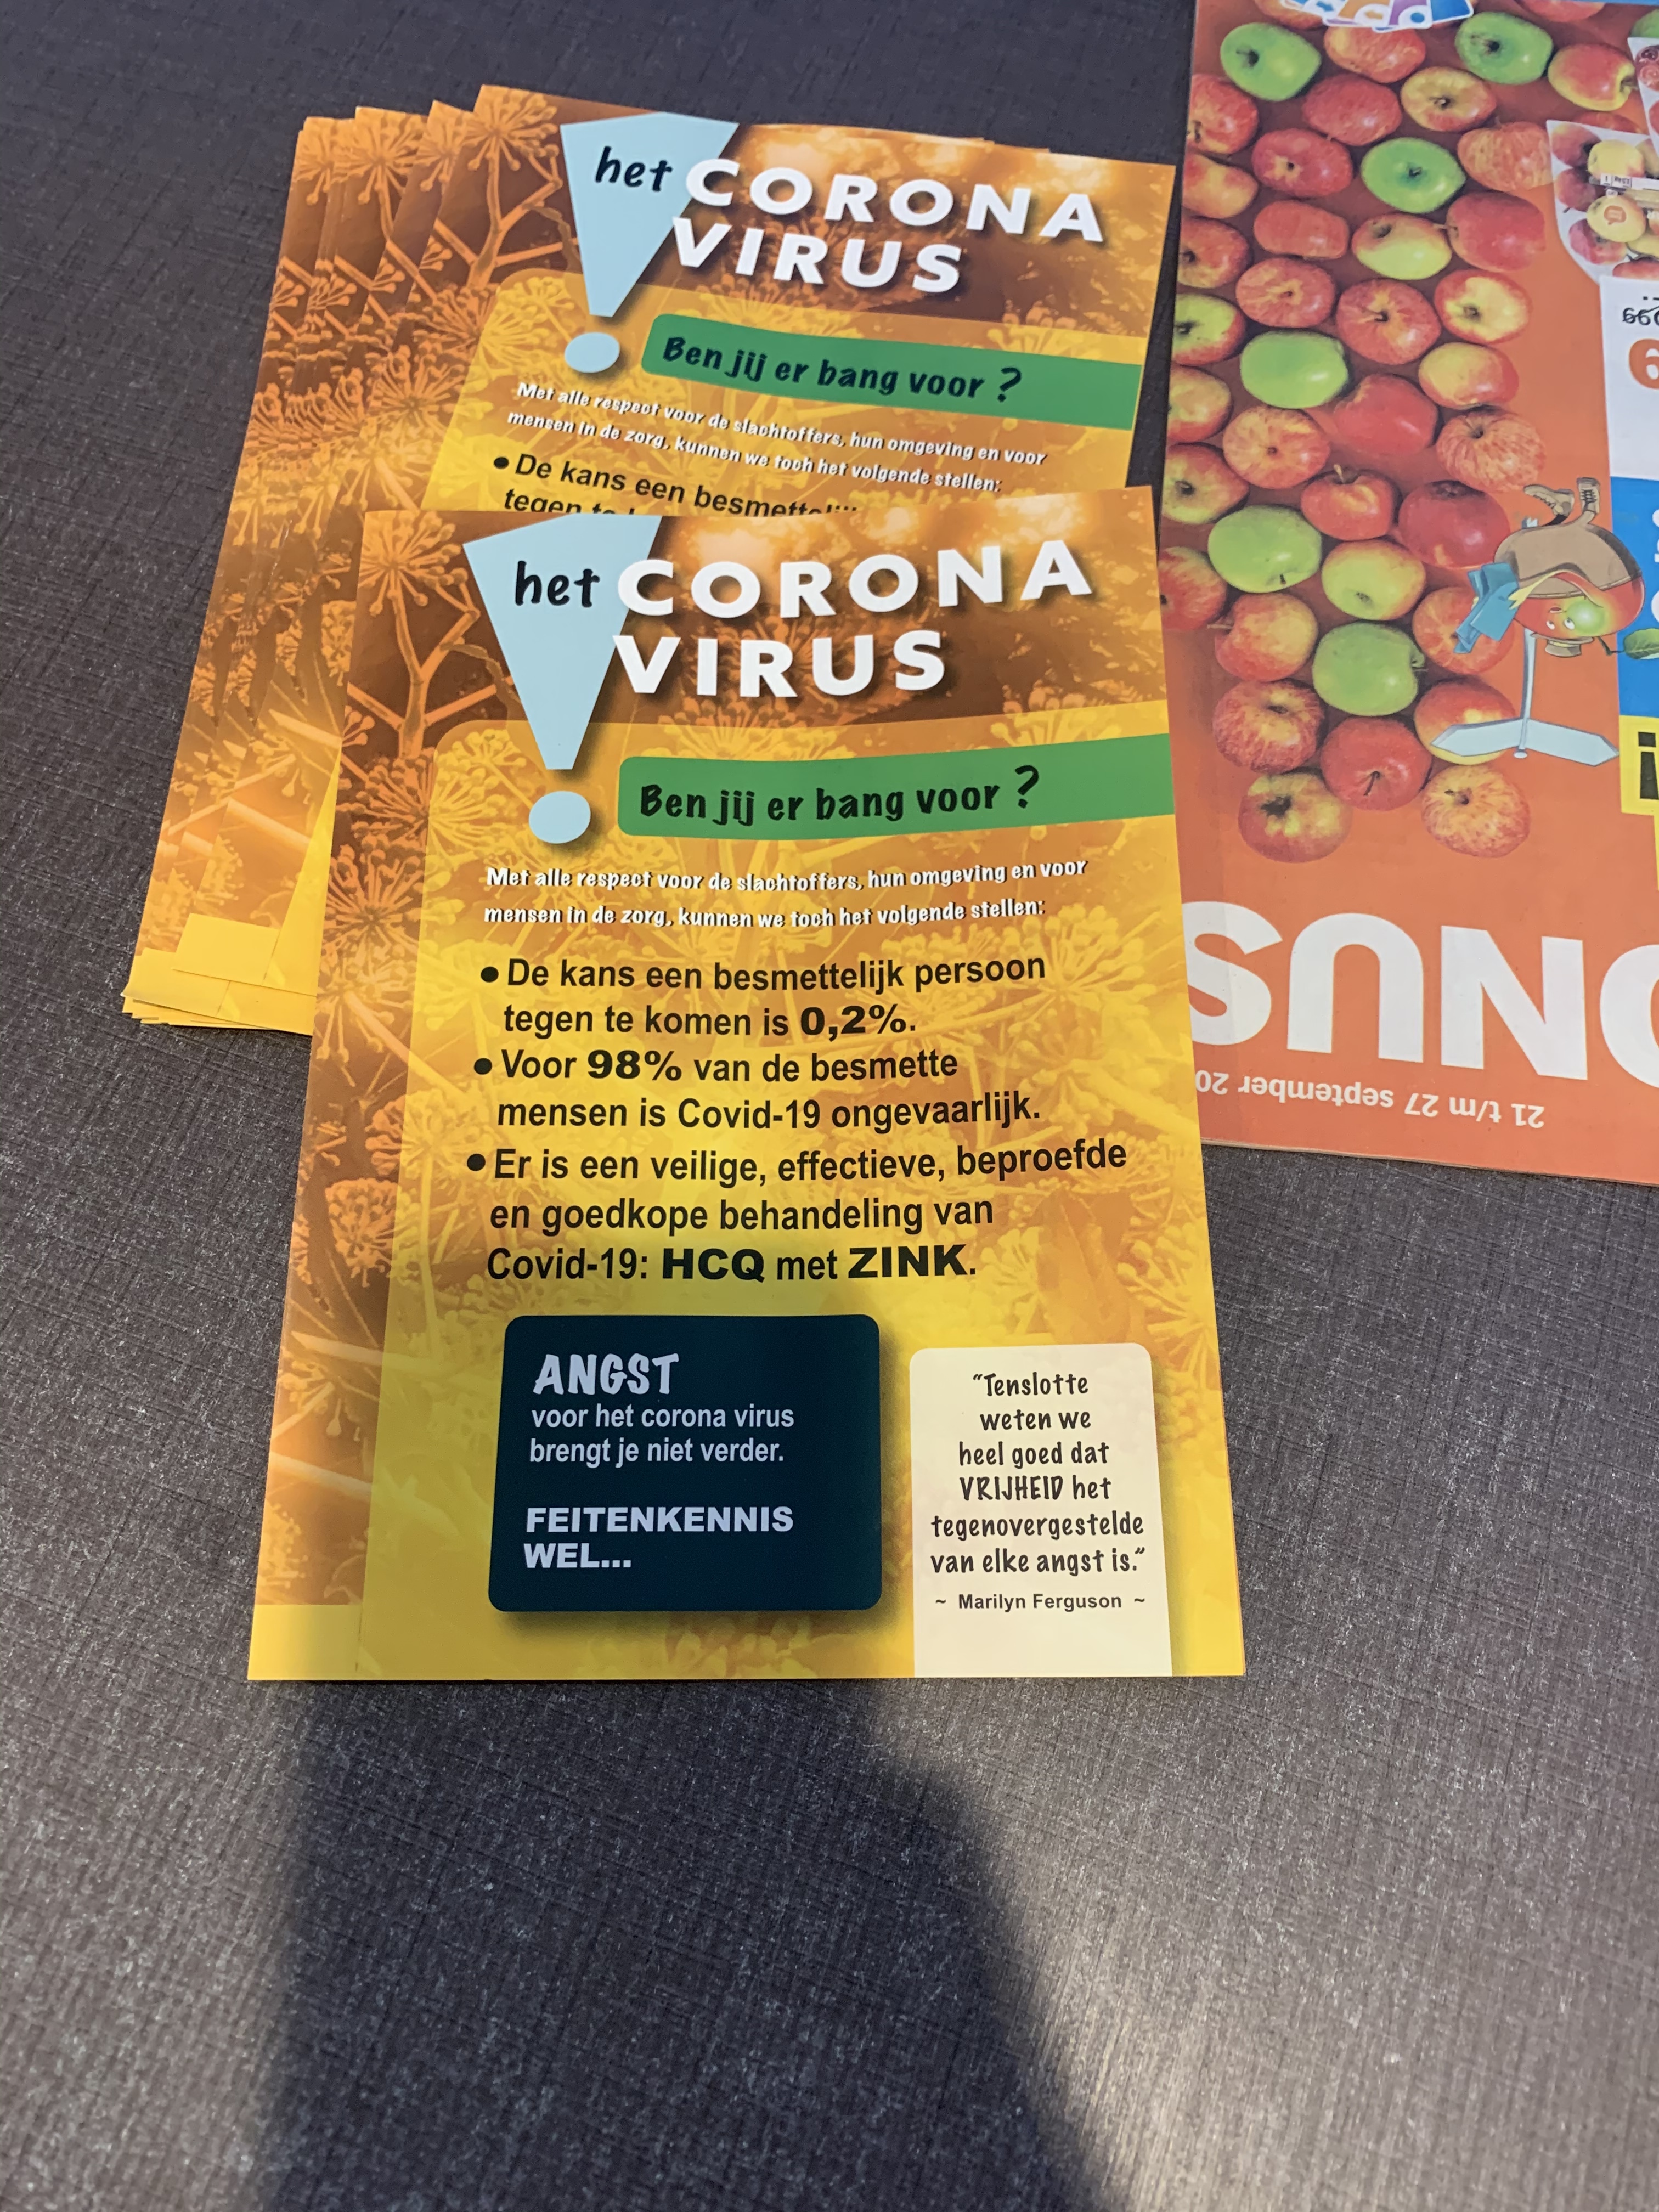 het CORONA
VIRUS
Ben jij er bang voor ?
Met alle respect voor de slachtoffers, hun omgeving en voor
mensen in de zorg, kunnen we toch het volgende stellen:
• De kans een
tegen
het CORONA
VIRUS
Ben jij er bang voor ?
Met alle respect voor de slachtoffers, hun omgeving en voor
mensen in de zorg, kunnen we toch het volgende stellen:
• De kans een besmettelijk persoon
tegen te komen is 0,2%.
• Voor 98% van de besmette
mensen is Covid-19 ongevaarlijk.
• Er is een veilige, effectieve, beproefde
en goedkope behandeling van
Covid-19: HCQ met ZINK.
ANGST
voor het corona virus
brengt je niet verder.
FEITENKENNIS
WEL...
“Tenslotte
weten we
heel goed dat
VRIJHEID het
tegenovergestelde
van elke angst is.”
~ Marilyn Ferguson ~
ONUS
21 t/m 27 september 20